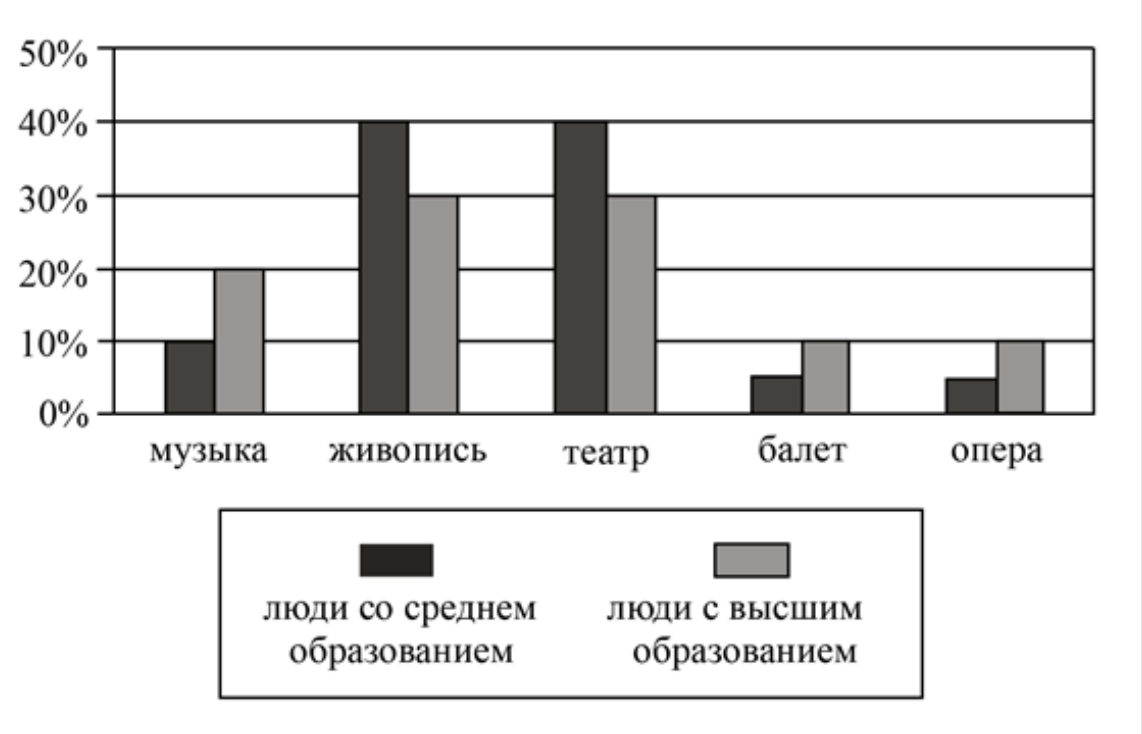 50%
40%
30%
20%
10%
0%
музыка живопись театр балет опера
люди со среднем образованием
люди с высшим образованием